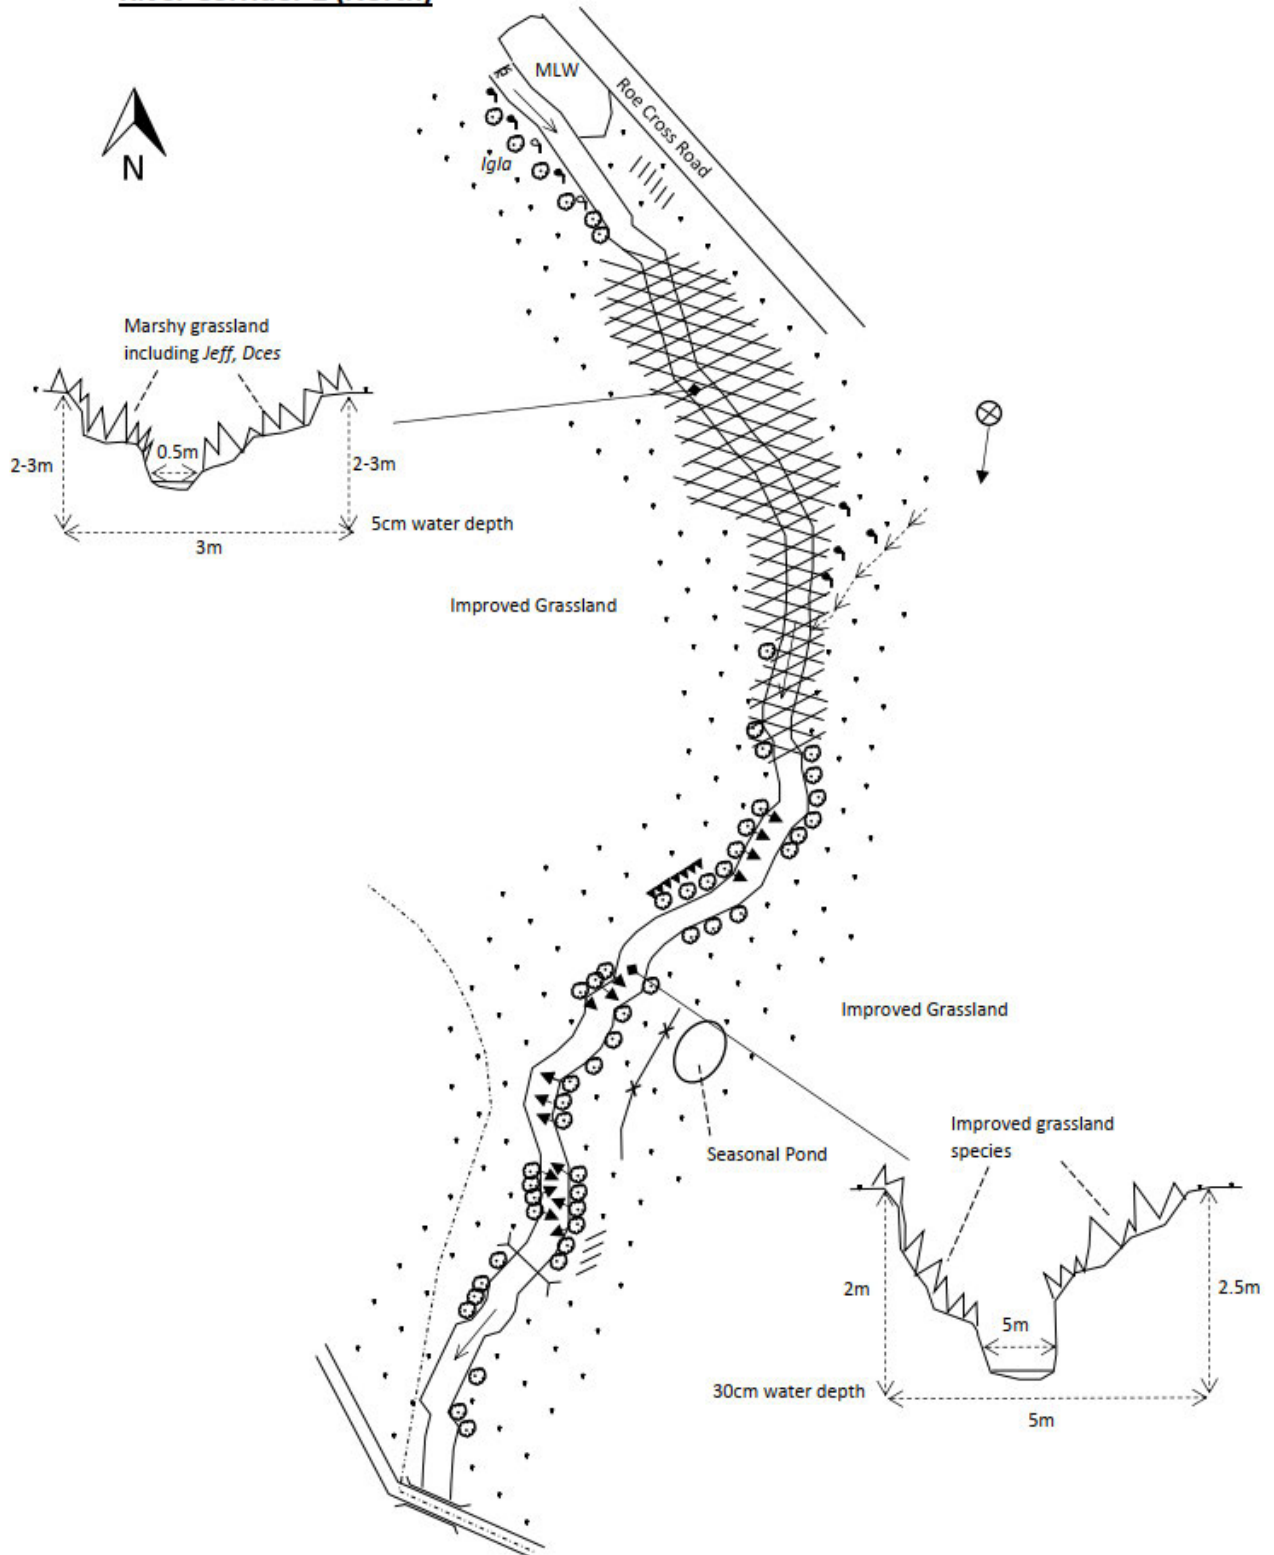 MLW
Roe Cross Road
N
Igla
Marshy grassland
including Jeff, Dces
0.5m
2-3m
2-3m
5cm water depth
3m
Improved Grassland
Improved Grassland
Seasonal Pond
Improved grassland
species
2m
2.5m
5m
30cm water depth
5m